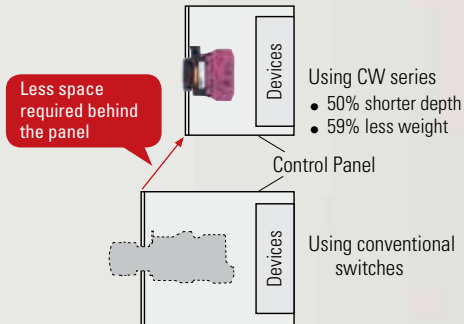 Less space
required behind
the panel
Devices
Using CW series
● 50% shorter depth
● 59% less weight
Control Panel
Devices
Using conventional
switches